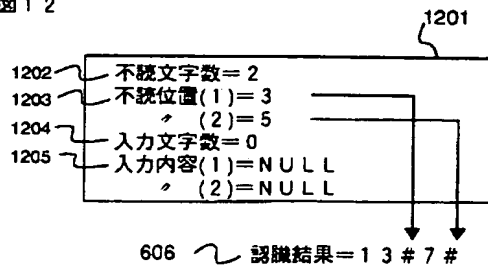 図12
1201
1202 不読文字数=2
1203 不読位置(1)=3
〃 (2)=5
1204 入力文字数=0
1205 入力内容(1)=NULL
〃 (2)=NULL
606 認識結果=13#7#